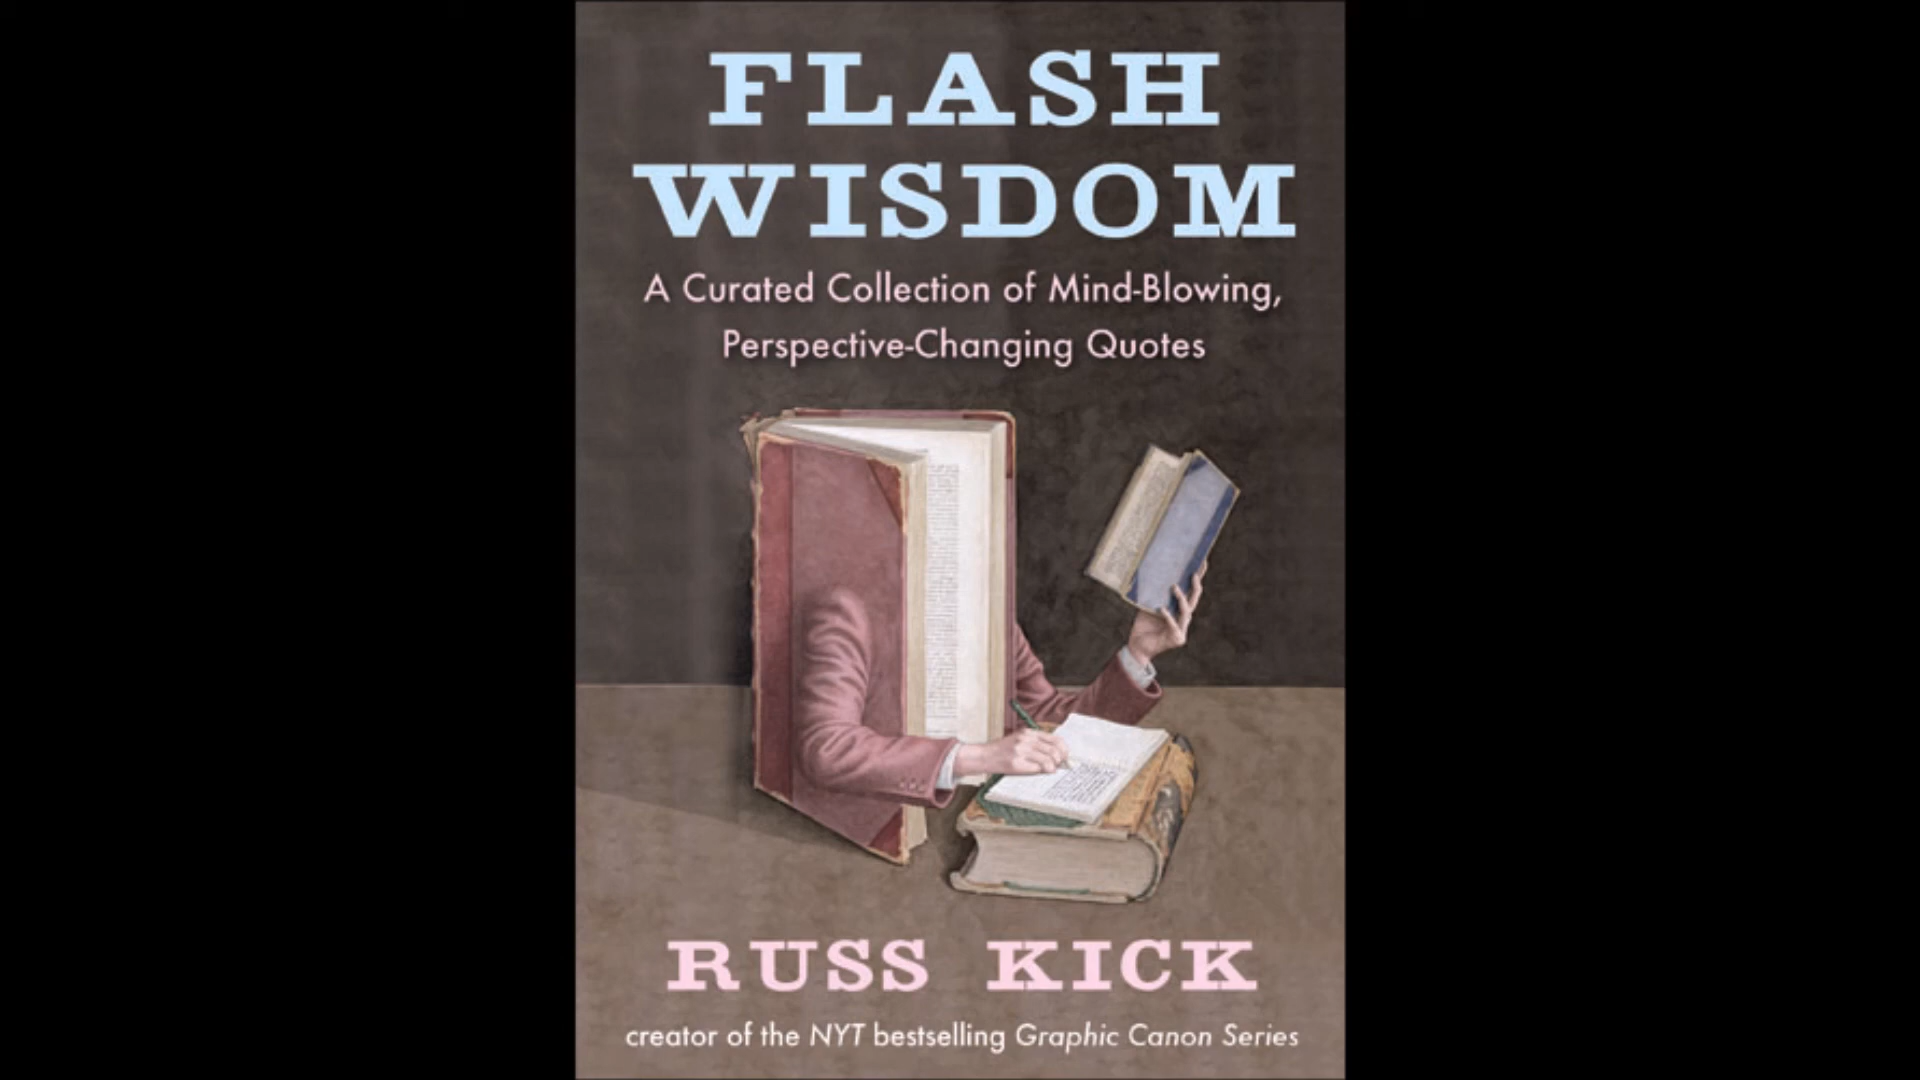 FLASH
WISDOM
A Curated Collection of Mind-Blowing,
Perspective-Changing Quotes
RUSS KICK
creator of the NYT bestselling Graphic Canon Series